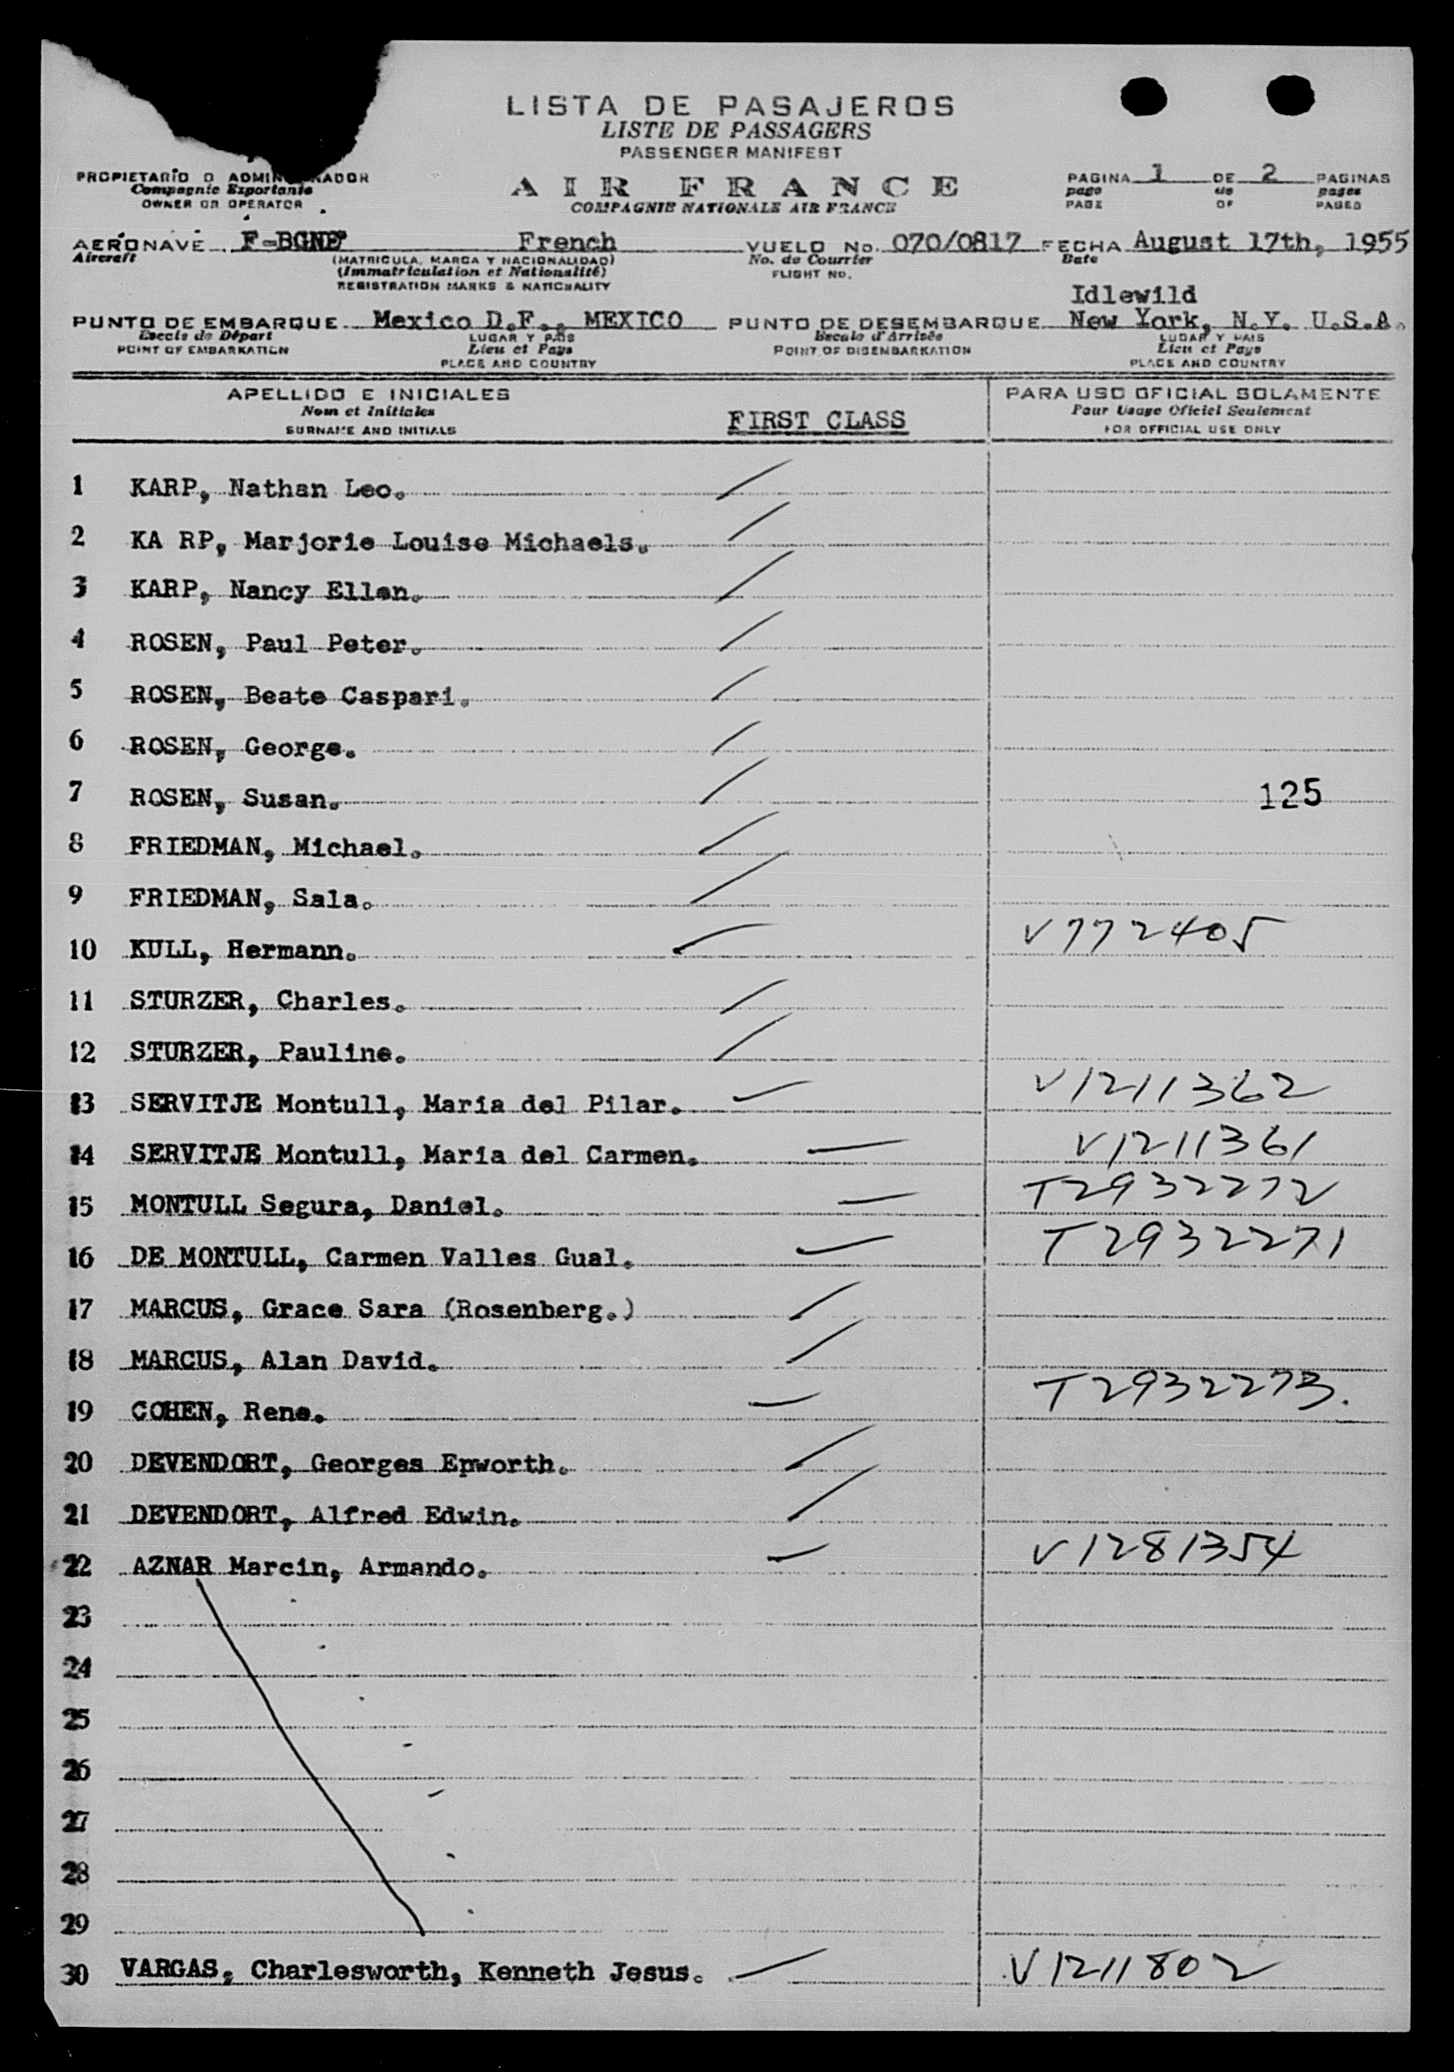 LISTA DE PASAJEROS
LISTE DE PASSAGERS
PASSENGER MANIFEST
AIR FRANCE
COMPAGNIE NATIONALE AIR FRANCE
PROPIETARIO O ADMINISTRADOR
Compagnie Exportante
OWNER OR OPERATOR
PAGINA 1 DE 2 PAGINAS
page de pages
PAGE OF PAGES
AERONAVE F-BGNE French VUELO No. 070/0817 FECHA August 17th, 1955
Aircraft (MATRICULA, MARCA Y NACIONALIDAD) No. de Courrier Date
(Immatriculation et Nationalité) FLIGHT NO.
REGISTRATION MARKS & NATIONALITY
Idlewild
PUNTO DE EMBARQUE Mexico D.F., MEXICO PUNTO DE DESEMBARQUE New York, N.Y. U.S.A.
Escale de Départ LUGAR Y PAIS Escale d'Arrivée LUGAR Y PAIS
POINT OF EMBARKATION Lieu et Pays POINT OF DISEMBARKATION Lieu et Pays
PLACE AND COUNTRY PLACE AND COUNTRY
APELLIDO E INICIALES PARA USO OFICIAL SOLAMENTE
Nom et Initiales FIRST CLASS Pour Usage Oficiel Seulement
SURNAME AND INITIALS FOR OFFICIAL USE ONLY
1 KARP, Nathan Leo.
2 KA RP, Marjorie Louise Michaels.
3 KARP, Nancy Ellen.
4 ROSEN, Paul Peter.
5 ROSEN, Beate Caspari.
6 ROSEN, George.
7 ROSEN, Susan. 125
8 FRIEDMAN, Michael.
9 FRIEDMAN, Sala.
10 KULL, Hermann. V772405
11 STURZER, Charles.
12 STURZER, Pauline.
13 SERVITJE Montull, Maria del Pilar. V1211362
14 SERVITJE Montull, Maria del Carmen. V1211361
15 MONTULL Segura, Daniel. T2932272
16 DE MONTULL, Carmen Valles Gual. T2932271
17 MARCUS, Grace Sara (Rosenberg.)
18 MARCUS, Alan David.
19 COHEN, Rene. T2932273.
20 DEVENDORT, Georges Epworth.
21 DEVENDORT, Alfred Edwin.
22 AZNAR Marcin, Armando. V1281354
23
24
25
26
27
28
29
30 VARGAS, Charlesworth, Kenneth Jesus. V1211802